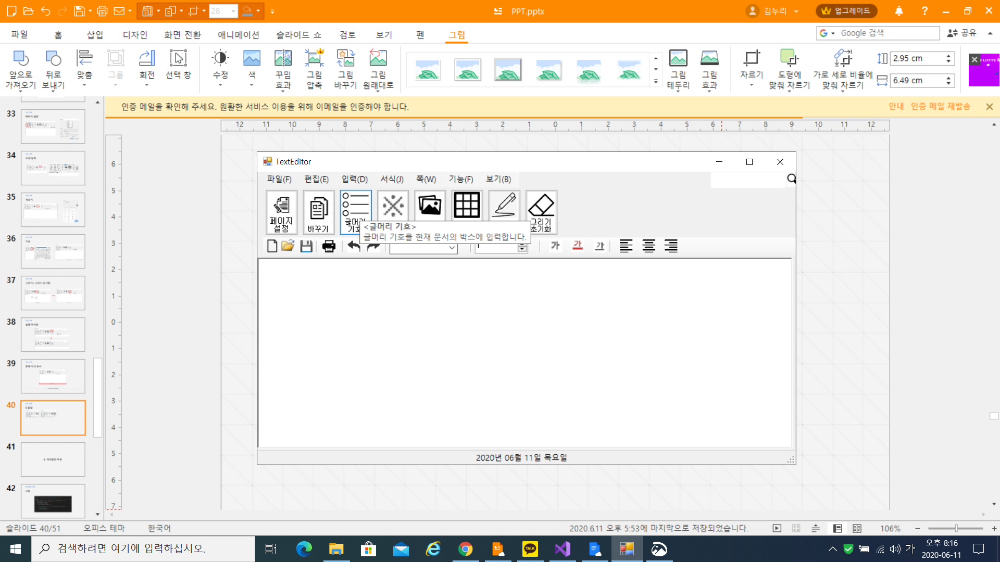 28
PPT.pptx
김누리
업그레이드
파일 홈 삽입 디자인 화면 전환 애니메이션 슬라이드 쇼 검토 보기 펜 그림
Google 검색
공유
앞으로 가져오기
뒤로 보내기
맞춤
그룹
회전
선택 창
수정
색
꾸밈 효과
그림 압축
그림 바꾸기
그림 원래대로
그림 테두리
그림 효과
자르기
도형에 맞춰 자르기
가로 세로 비율에 맞춰 자르기
2.95 cm
6.49 cm
인증 메일을 확인해 주세요. 원활한 서비스 이용을 위해 이메일을 인증해야 합니다.
안내 인증 메일 재발송
12 11 10 9 8 7 6 5 4 3 2 1 0 1 2 3 4 5 6 7 8 9 10 11 12
6
5
4
3
2
1
0
1
2
3
4
5
6
7
33
34
35
36
37
38
39
40
41
42
TextEditor
파일(F) 편집(E) 입력(D) 서식(J) 쪽(W) 기능(F) 보기(B)
페이지 설정
바꾸기
글머리 기호
그리기 초기화
<글머리 기호>
글머리 기호를 현재 문서의 박스에 입력합니다.
가 가 가
2020년 06월 11일 목요일
슬라이드 40/51 오피스 테마 한국어
2020.6.11 오후 5:53에 마지막으로 저장되었습니다.
106%
검색하려면 여기에 입력하십시오.
TALK
가
오후 8:16
2020-06-11